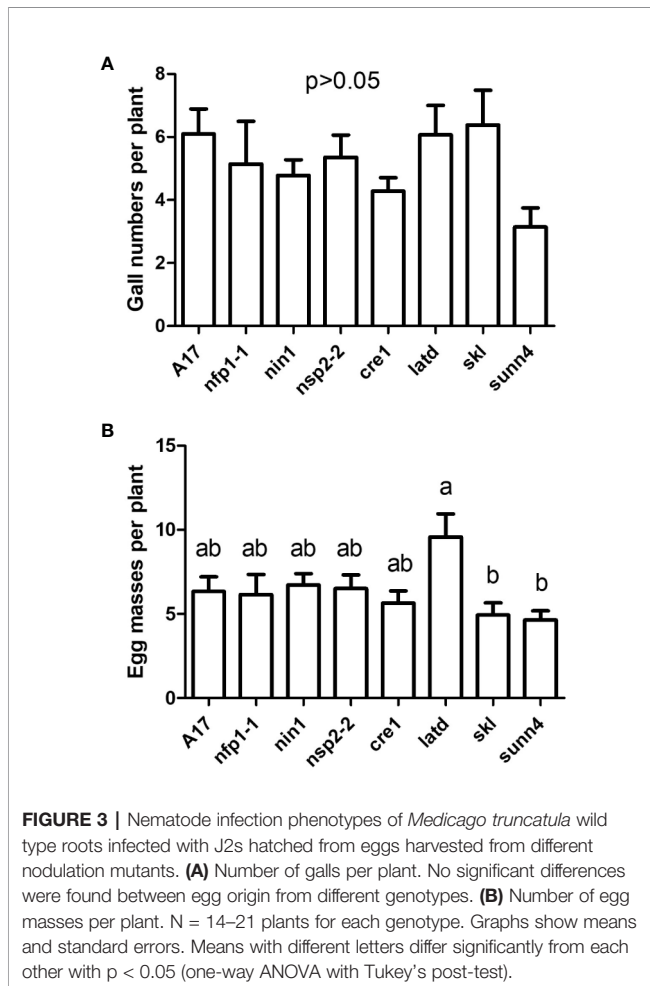 A
p>0.05
Gall numbers per plant
8
6
4
2
0
A17
nfp1-1
nin1
nsp2-2
cre1
latd
skl
sunn4
B
Egg masses per plant
15
10
5
0
ab
ab
ab
ab
ab
a
b
b
A17
nfp1-1
nin1
nsp2-2
cre1
latd
skl
sunn4
FIGURE 3 | Nematode infection phenotypes of Medicago truncatula wild
type roots infected with J2s hatched from eggs harvested from different
nodulation mutants. (A) Number of galls per plant. No significant differences
were found between egg origin from different genotypes. (B) Number of egg
masses per plant. N = 14–21 plants for each genotype. Graphs show means
and standard errors. Means with different letters differ significantly from each
other with p < 0.05 (one-way ANOVA with Tukey’s post-test).